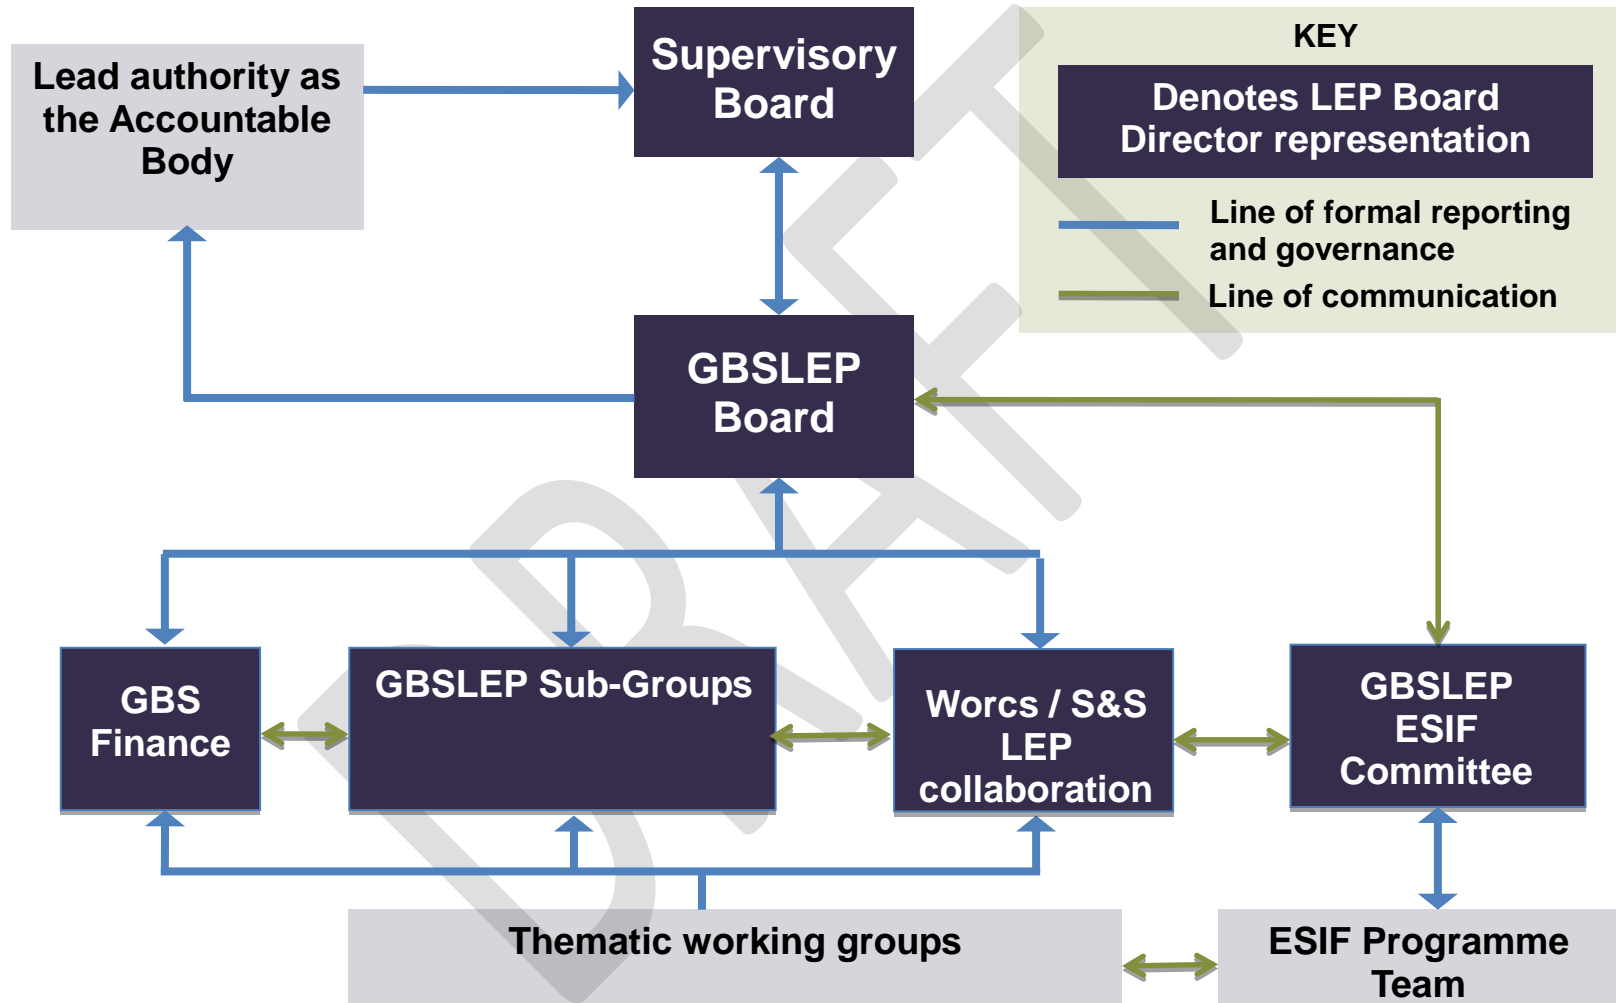 Supervisory
Board
KEY
Lead authority as
the Accountable
Body
Denotes LEP Board
Director representation
Line of formal reporting
and governance
Line of communication
GBSLEP
Board
GBS
Finance
GBSLEP Sub-Groups
Worcs / S&S
LEP
collaboration
GBSLEP
ESIF
Committee
Thematic working groups
ESIF Programme
Team
DRAFT